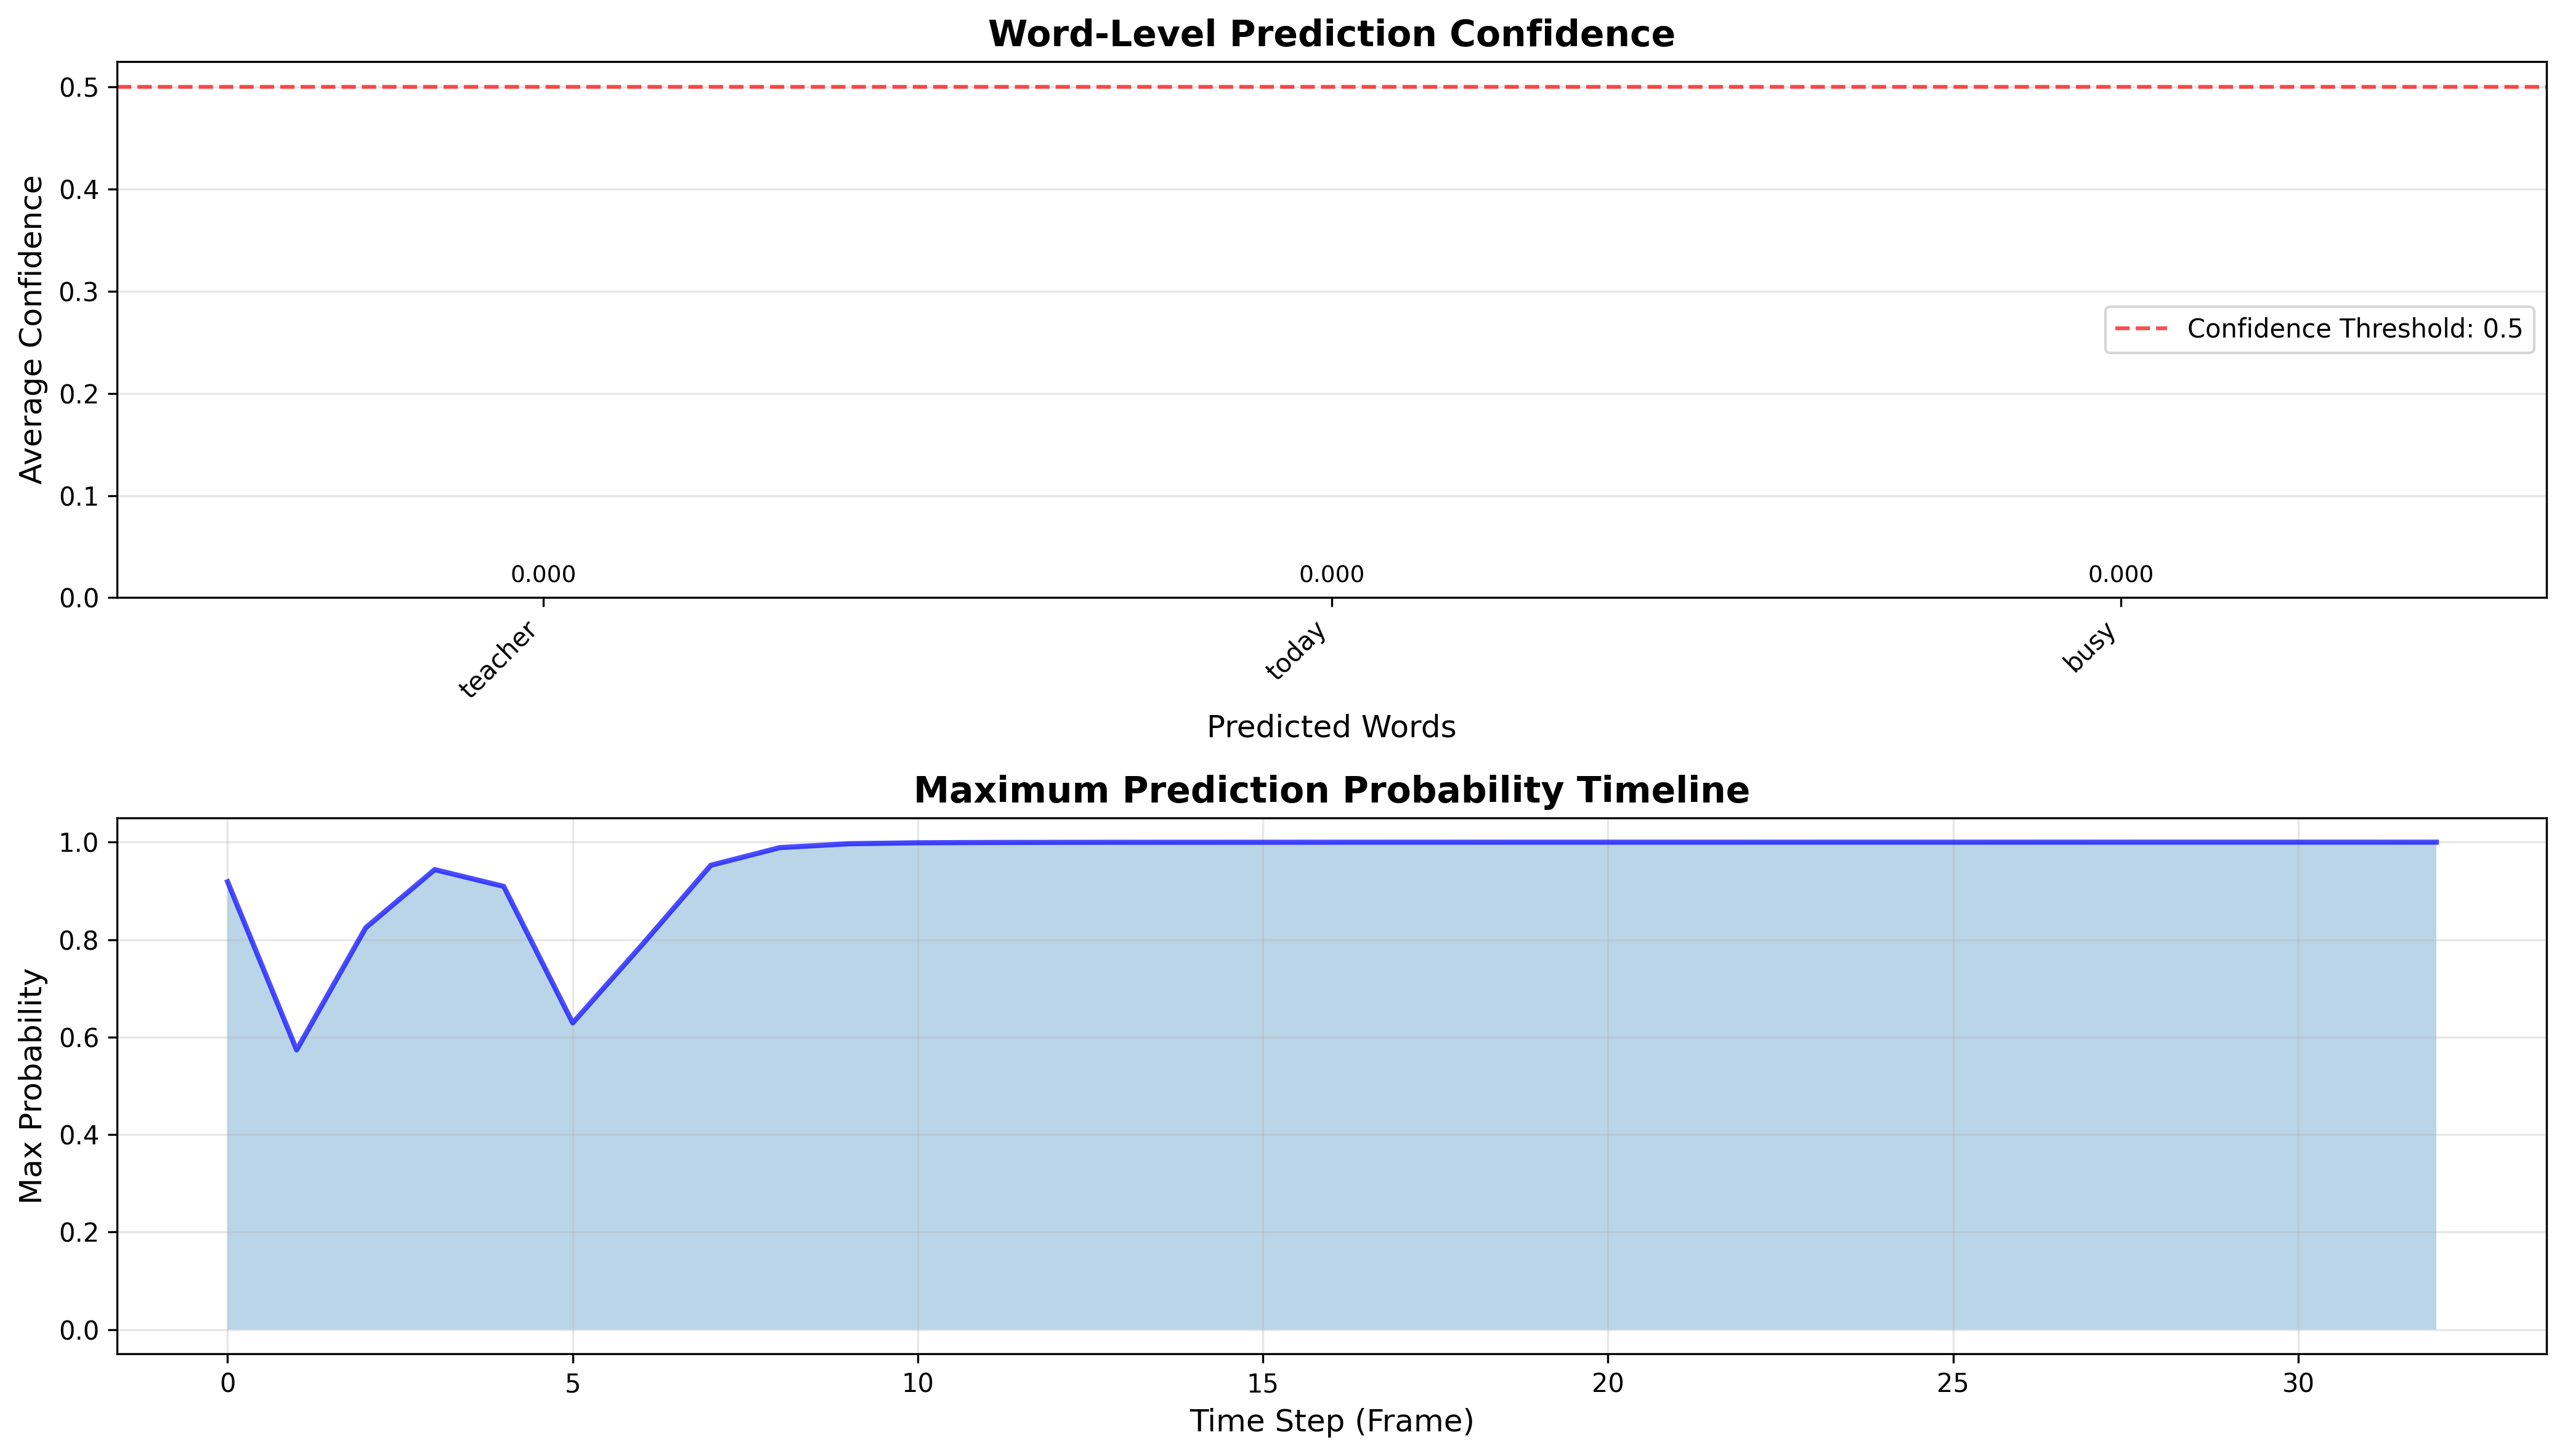 Word-Level Prediction Confidence
Average Confidence
0.5
0.4
0.3
0.2
0.1
0.0
Confidence Threshold: 0.5
0.000 0.000 0.000
teacher today busy
Predicted Words
Maximum Prediction Probability Timeline
Max Probability
1.0
0.8
0.6
0.4
0.2
0.0
0 5 10 15 20 25 30
Time Step (Frame)